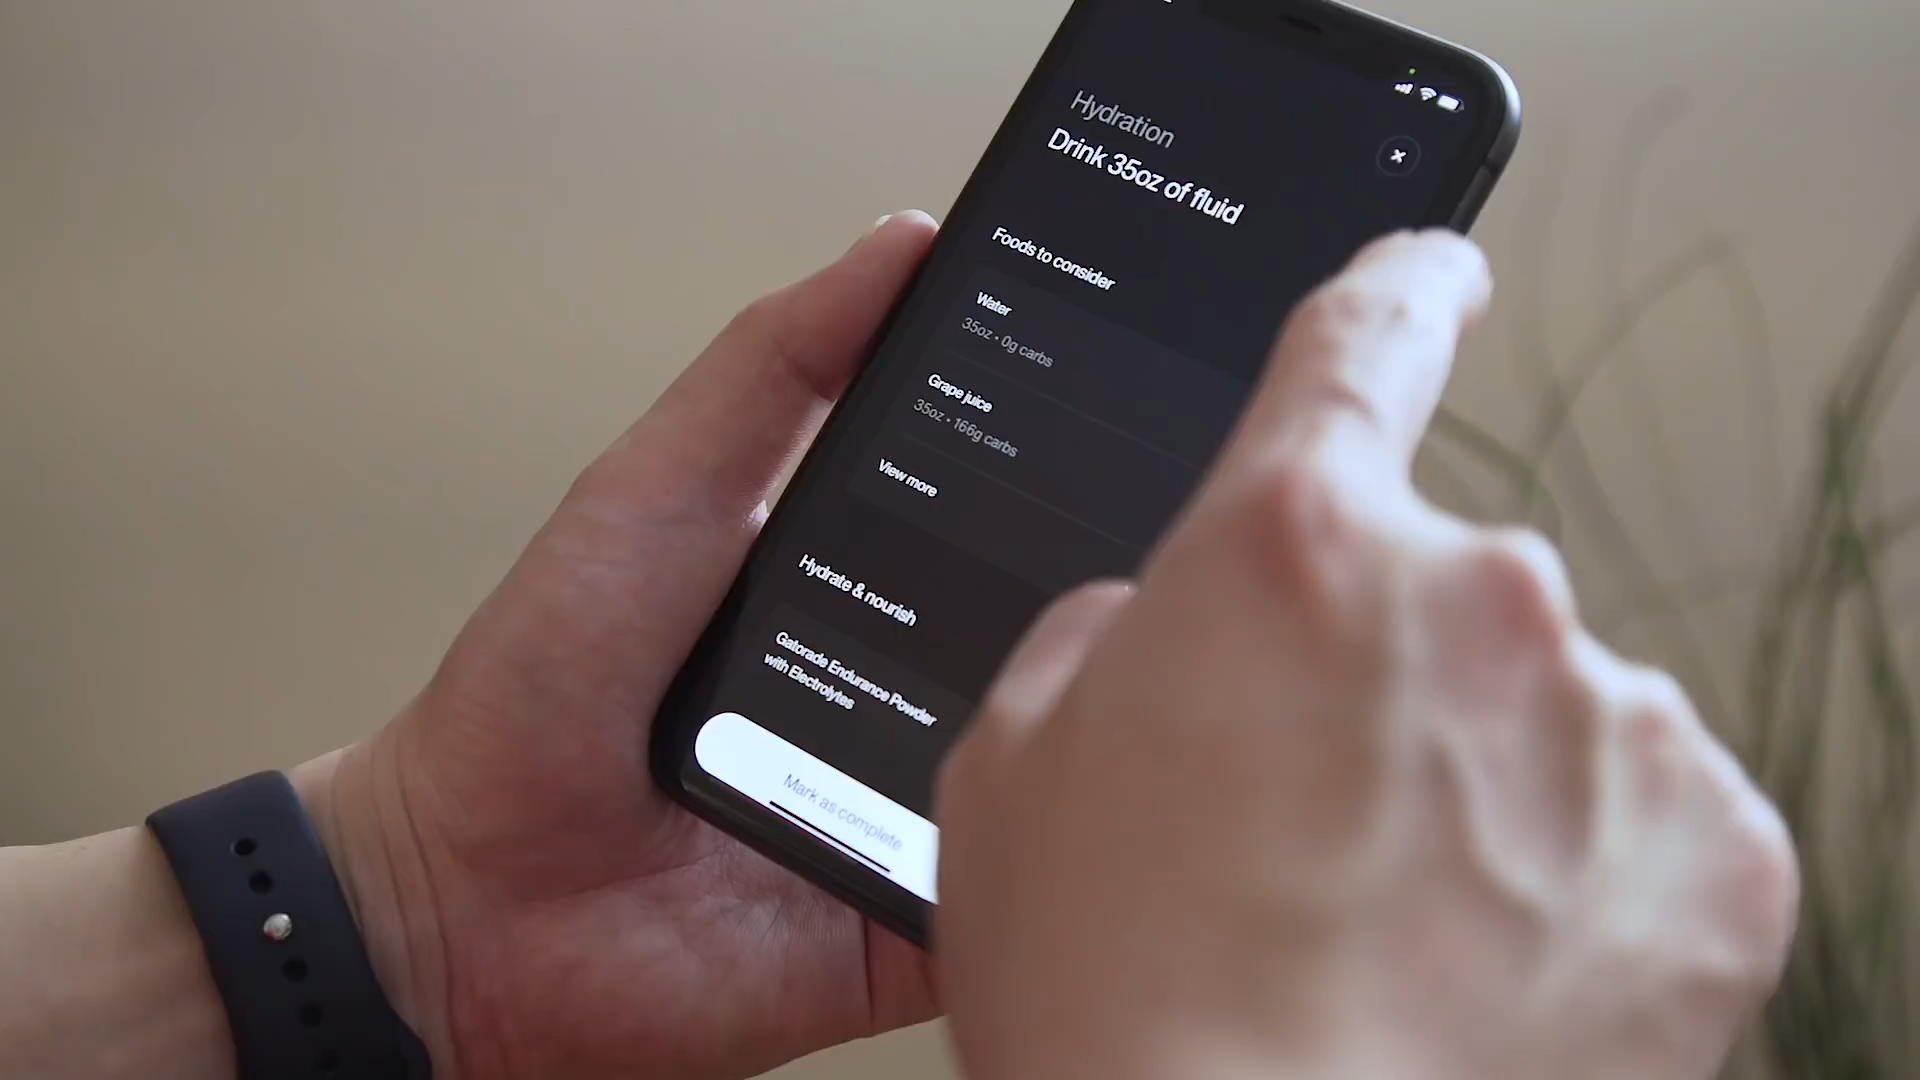 Hydration
Drink 35oz of fluid
Foods to consider
Water
35oz • 0g carbs
Grape juice
35oz • 166g carbs
View more
Hydrate & nourish
Gatorade Endurance Powder
with Electrolytes
Mark as complete